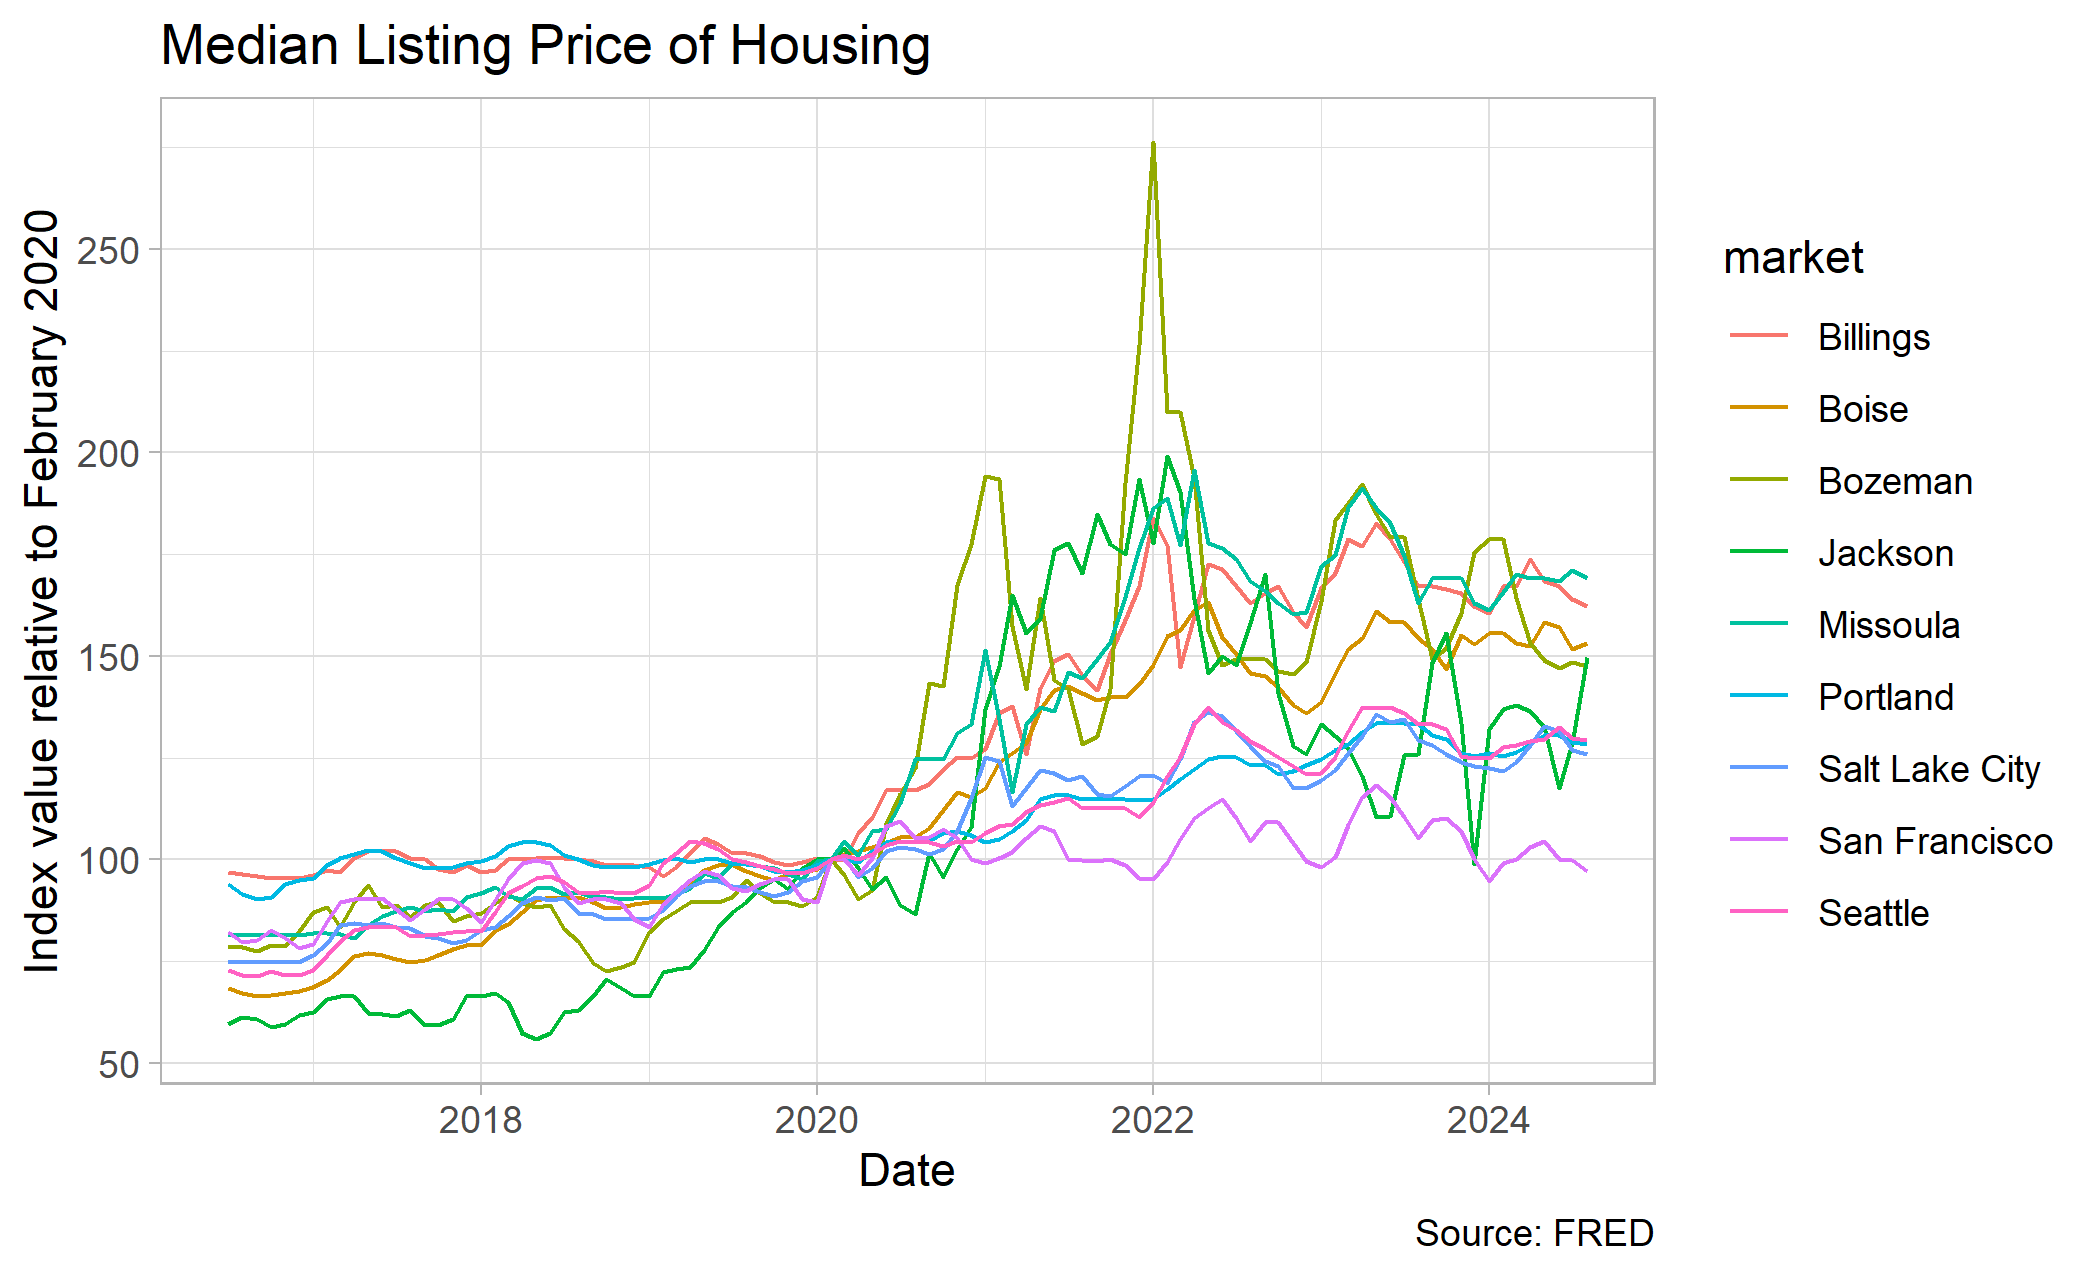 Median Listing Price of Housing
Index value relative to February 2020
250
200
150
100
50
2018
2020
2022
2024
Date
market
Billings
Boise
Bozeman
Jackson
Missoula
Portland
Salt Lake City
San Francisco
Seattle
Source: FRED